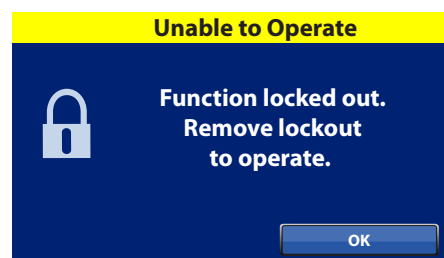 Unable to Operate
Function locked out.
Remove lockout
to operate.
OK